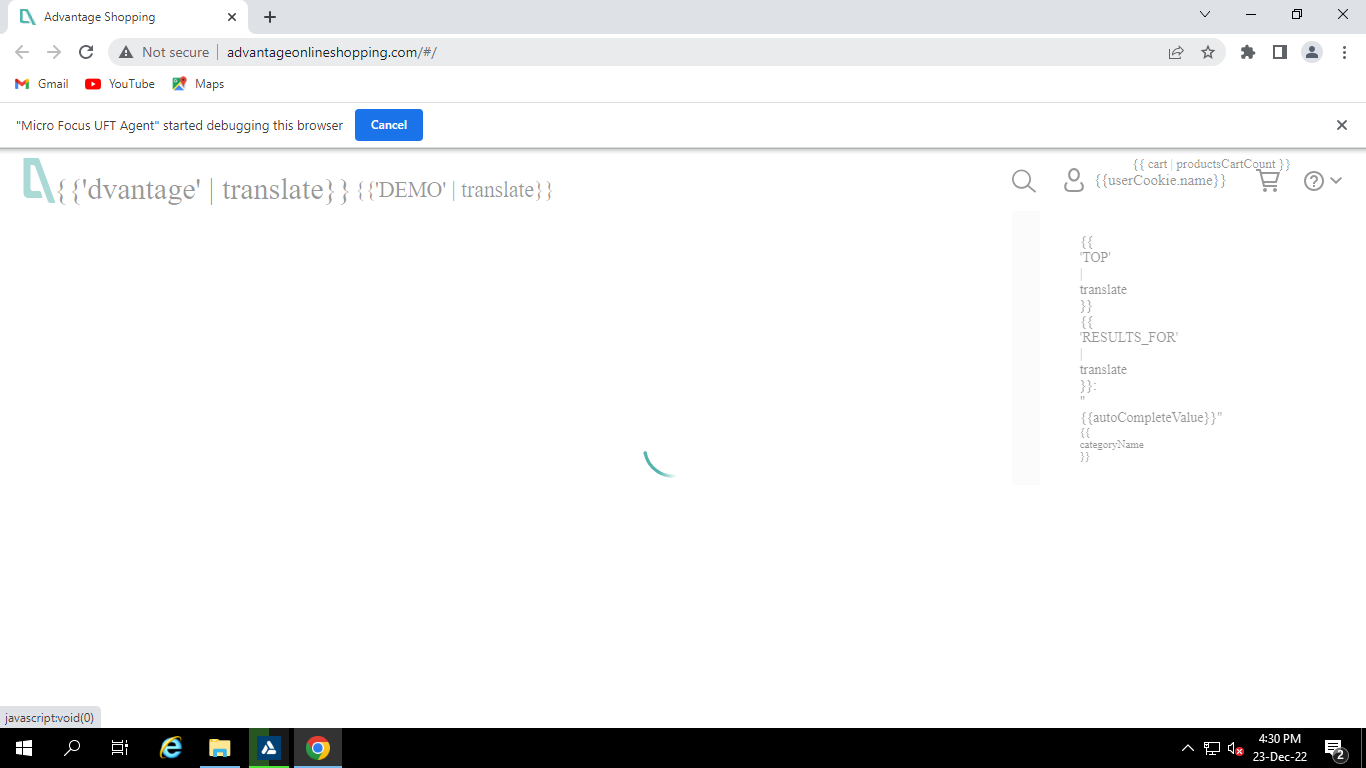 Advantage Shopping
Not secure
advantageonlineshopping.com/#/
Gmail
YouTube
Maps
"Micro Focus UFT Agent" started debugging this browser
Cancel
{{ cart | productsCartCount }}
{{'dvantage' | translate}}
{{'DEMO' | translate}}
{{userCookie.name}}
{{
'TOP'
|
translate
}}
{{
'RESULTS_FOR'
|
translate
}}:
"
{{autoCompleteValue}}"
{{
categoryName
}}
javascript:void(0)
4:30 PM
23-Dec-22
2